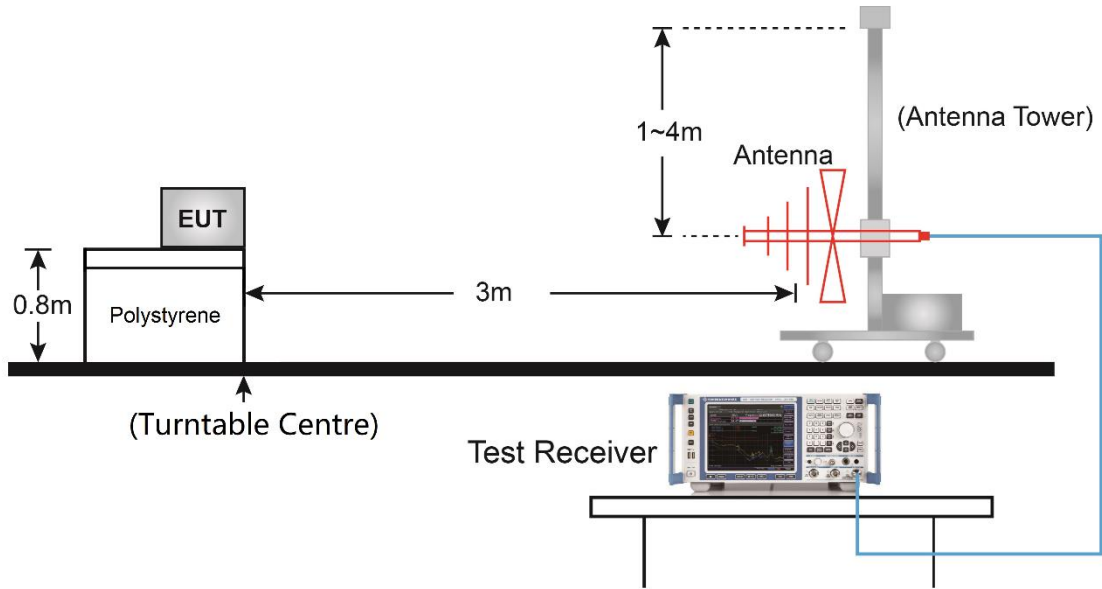 1~4m
(Antenna Tower)
Antenna
EUT
0.8m
Polystyrene
3m
(Turntable Centre)
Test Receiver